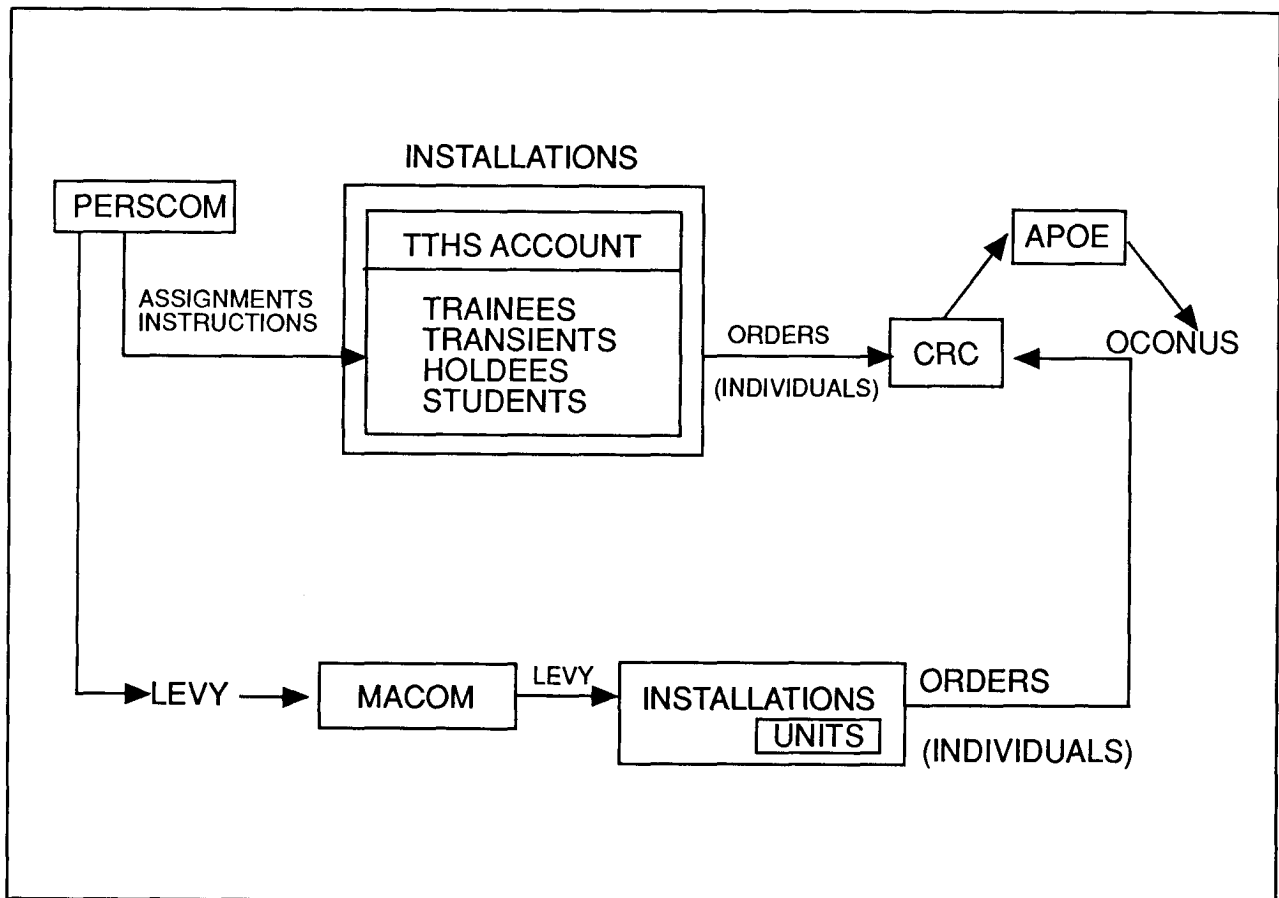 INSTALLATIONS
PERSCOM
TTHS ACCOUNT
ASSIGNMENTS
INSTRUCTIONS
TRAINEES
TRANSIENTS
HOLDEES
STUDENTS
ORDERS
(INDIVIDUALS)
CRC
APOE
OCONUS
LEVY
MACOM
LEVY
INSTALLATIONS
UNITS
ORDERS
(INDIVIDUALS)